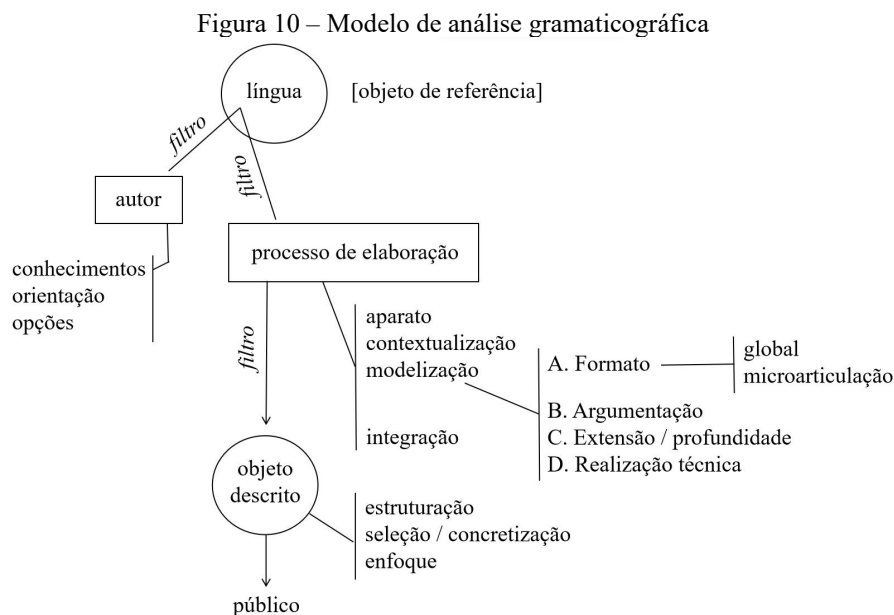 Figura 10 – Modelo de análise gramaticográfica
língua
[objeto de referência]
filtro
filtro
autor
processo de elaboração
conhecimentos
orientação
opções
filtro
aparato
contextualização
modelização
integração
A. Formato
B. Argumentação
C. Extensão / profundidade
D. Realização técnica
global
microarticulação
objeto
descrito
estruturação
seleção / concretização
enfoque
público